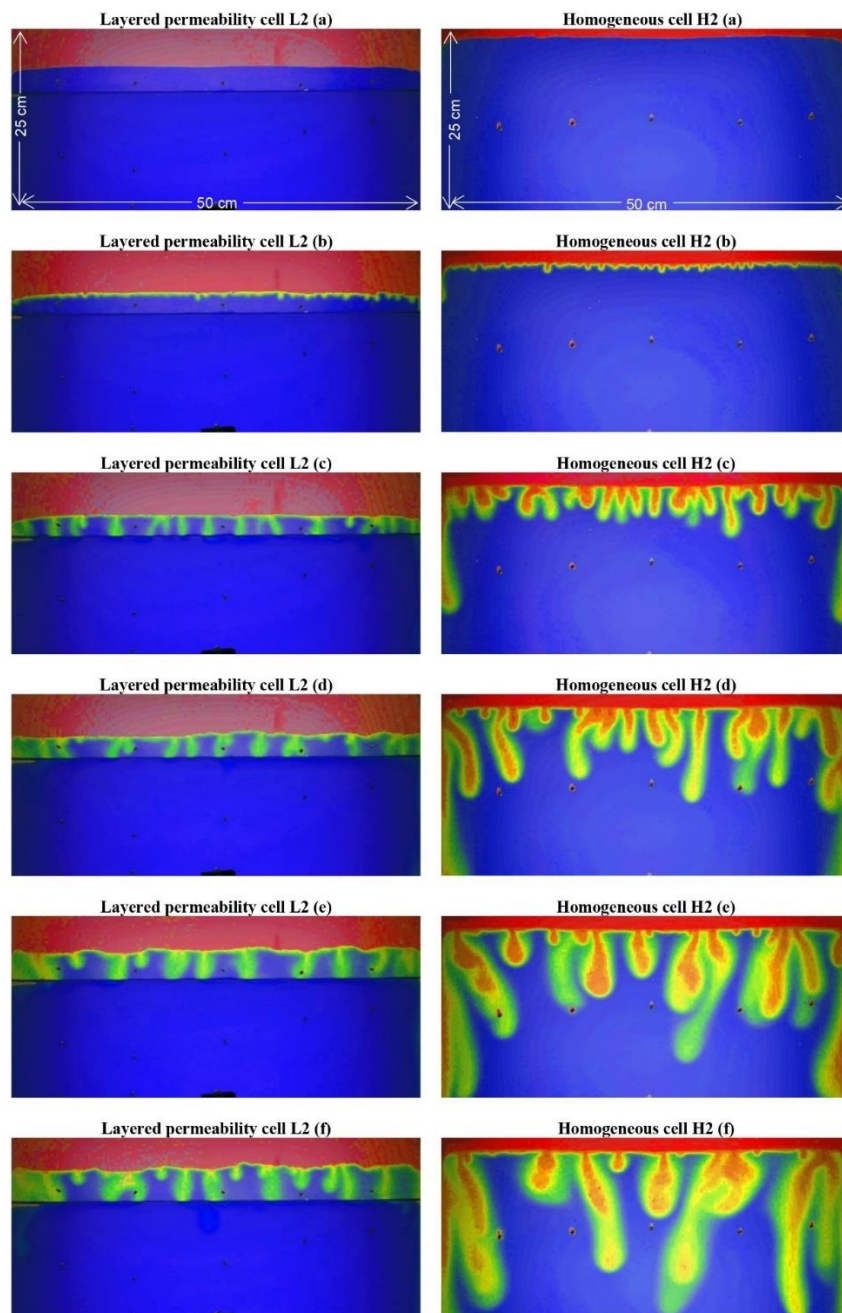 Layered permeability cell L2 (a)
Homogeneous cell H2 (a)
25 cm
50 cm
25 cm
50 cm
Layered permeability cell L2 (b)
Homogeneous cell H2 (b)
Layered permeability cell L2 (c)
Homogeneous cell H2 (c)
Layered permeability cell L2 (d)
Homogeneous cell H2 (d)
Layered permeability cell L2 (e)
Homogeneous cell H2 (e)
Layered permeability cell L2 (f)
Homogeneous cell H2 (f)